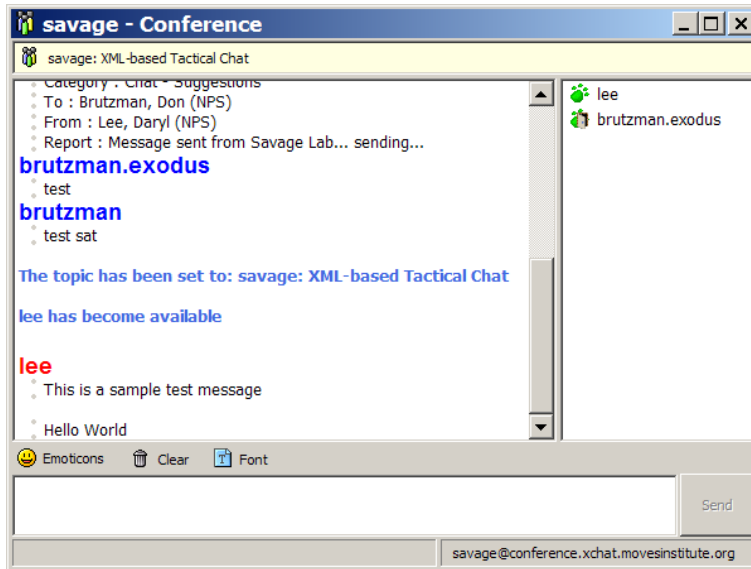 savage - Conference
savage: XML-based Tactical Chat
Category : Chat - Suggestions
To : Brutzman, Don (NPS)
From : Lee, Daryl (NPS)
Report : Message sent from Savage Lab... sending...
brutzman.exodus
test
brutzman
test sat
The topic has been set to: savage: XML-based Tactical Chat
lee has become available
lee
This is a sample test message
Hello World
lee
brutzman.exodus
Emoticons Clear Font
Send
savage@conference.xchat.movesinstitute.org